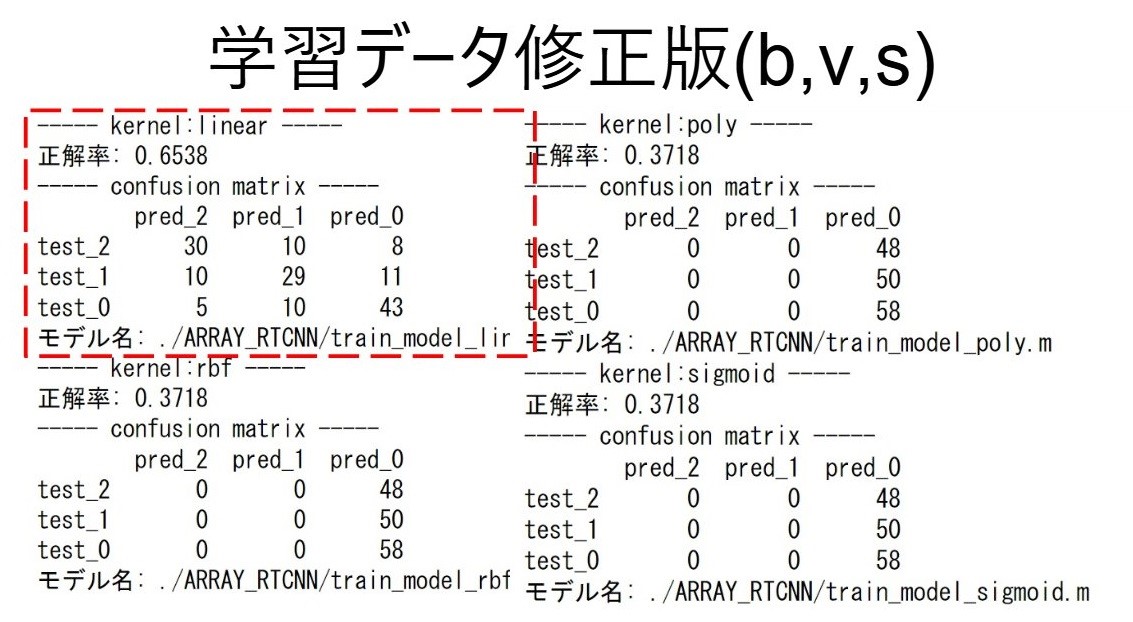 学習データ修正版(b,v,s)
----- kernel:linear -----
正解率: 0.6538
----- confusion matrix -----
pred_2 pred_1 pred_0
test_2 30 10 8
test_1 10 29 11
test_0 5 10 43
モデル名: ./ARRAY_RTCNN/train_model_lir
----- kernel:rbf -----
正解率: 0.3718
----- confusion matrix -----
pred_2 pred_1 pred_0
test_2 0 0 48
test_1 0 0 50
test_0 0 0 58
モデル名: ./ARRAY_RTCNN/train_model_rbf
----- kernel:poly -----
正解率: 0.3718
----- confusion matrix -----
pred_2 pred_1 pred_0
test_2 0 0 48
test_1 0 0 50
test_0 0 0 58
モデル名: ./ARRAY_RTCNN/train_model_poly.m
----- kernel:sigmoid -----
正解率: 0.3718
----- confusion matrix -----
pred_2 pred_1 pred_0
test_2 0 0 48
test_1 0 0 50
test_0 0 0 58
モデル名: ./ARRAY_RTCNN/train_model_sigmoid.m